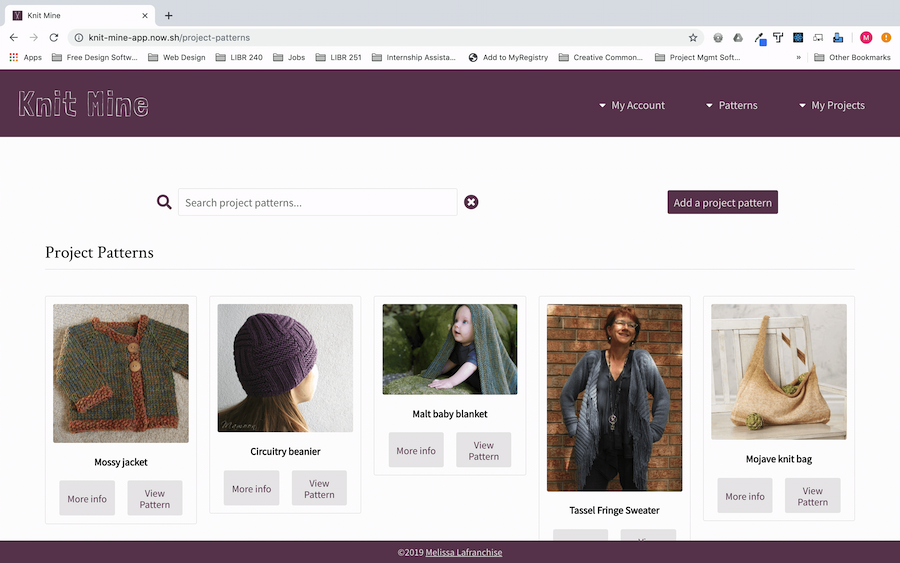 Knit Mine
knit-mine-app.now.sh/project-patterns
M
Apps Free Design Softw... Web Design LIBR 240 Jobs LIBR 251 Internship Assista... Add to MyRegistry Creative Common... Project Mgmt Soft... » Other Bookmarks
Knit Mine
My Account Patterns My Projects
Search project patterns...
Add a project pattern
Project Patterns
Mossy jacket
More info
View
Pattern
Circuitry beanier
More info
View
Pattern
Malt baby blanket
More info
View
Pattern
Tassel Fringe Sweater
Mojave knit bag
More info
View
Pattern
©2019 Melissa Lafranchise